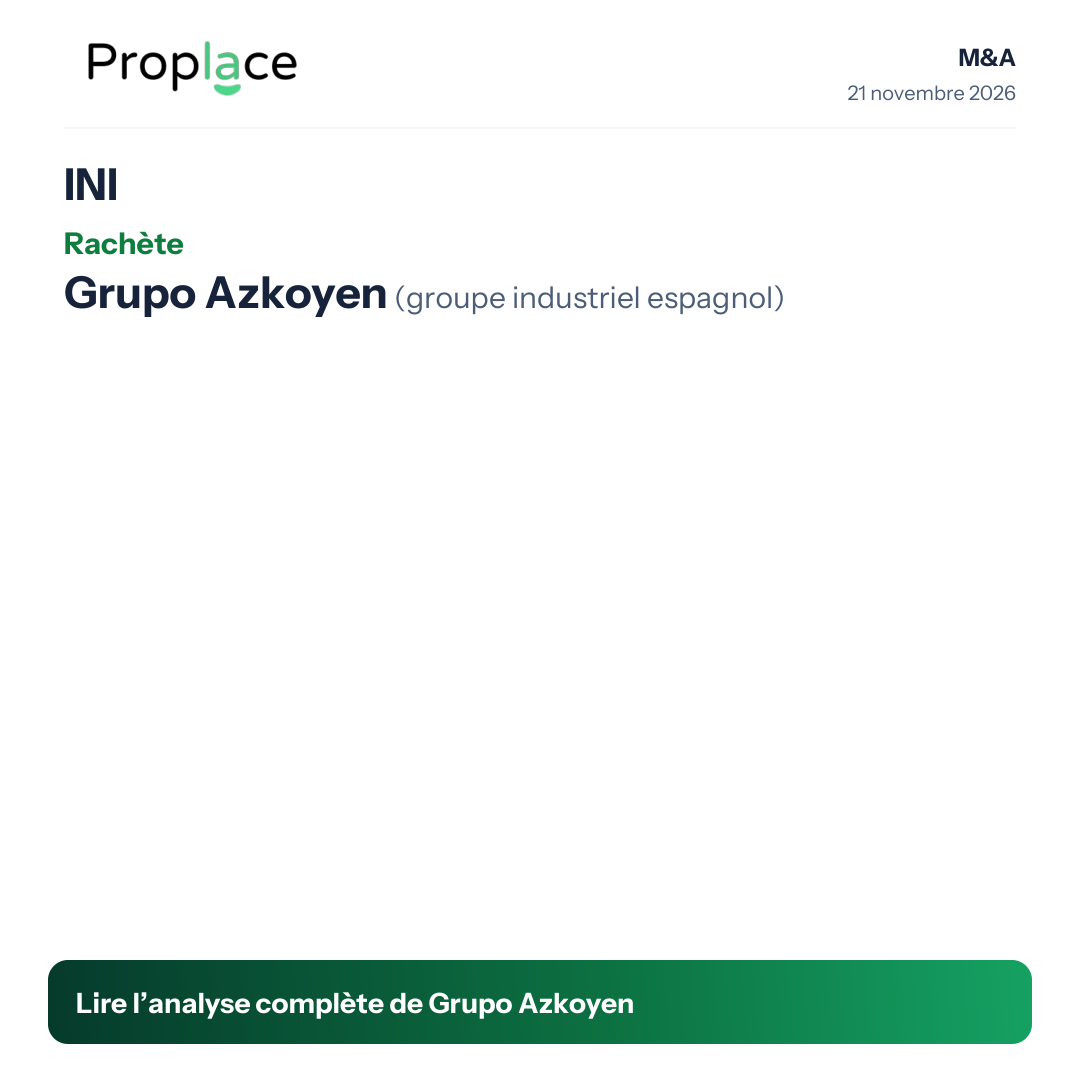 Proplace
M&A
21 novembre 2026
INI
Rachète
Grupo Azkoyen (groupe industriel espagnol)
Lire l’analyse complète de Grupo Azkoyen